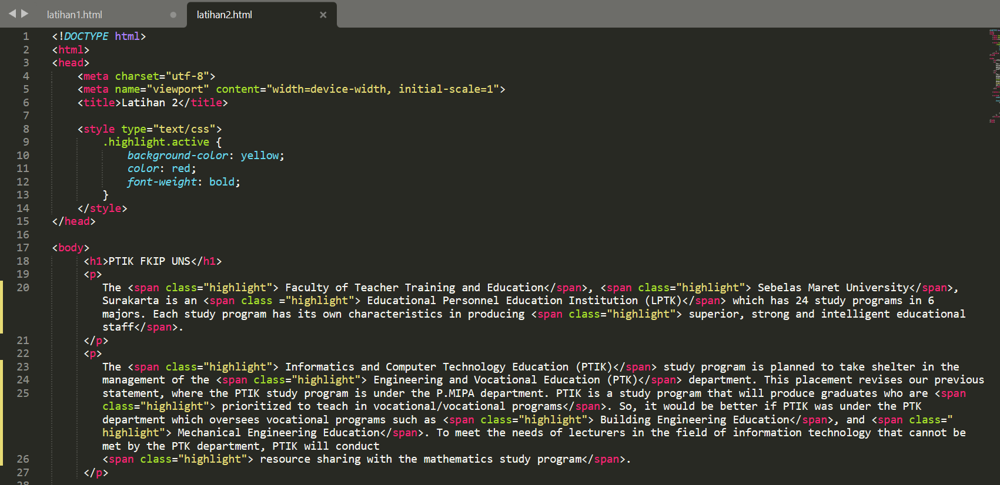 latihan1.html
latihan2.html
1 <!DOCTYPE html>
2 <html>
3 <head>
4 <meta charset="utf-8">
5 <meta name="viewport" content="width=device-width, initial-scale=1">
6 <title>Latihan 2</title>
7
8 <style type="text/css">
9 .highlight.active {
10 background-color: yellow;
11 color: red;
12 font-weight: bold;
13 }
14 </style>
15 </head>
16
17 <body>
18 <h1>PTIK FKIP UNS</h1>
19 <p>
20 The <span class="highlight"> Faculty of Teacher Training and Education</span>, <span class="highlight"> Sebelas Maret University</span>,
Surakarta is an <span class ="highlight"> Educational Personnel Education Institution (LPTK)</span> which has 24 study programs in 6
majors. Each study program has its own characteristics in producing <span class="highlight"> superior, strong and intelligent educational
staff</span>.
21 </p>
22 <p>
23 The <span class="highlight"> Informatics and Computer Technology Education (PTIK)</span> study program is planned to take shelter in the
24 management of the <span class="highlight"> Engineering and Vocational Education (PTK)</span> department. This placement revises our previous
25 statement, where the PTIK study program is under the P.MIPA department. PTIK is a study program that will produce graduates who are <span
class="highlight"> prioritized to teach in vocational/vocational programs</span>. So, it would be better if PTIK was under the PTK
department which oversees vocational programs such as <span class="highlight"> Building Engineering Education</span>, and <span class="
highlight"> Mechanical Engineering Education</span>. To meet the needs of lecturers in the field of information technology that cannot be
met by the PTK department, PTIK will conduct
26 <span class="highlight"> resource sharing with the mathematics study program</span>.
27 </p>
28